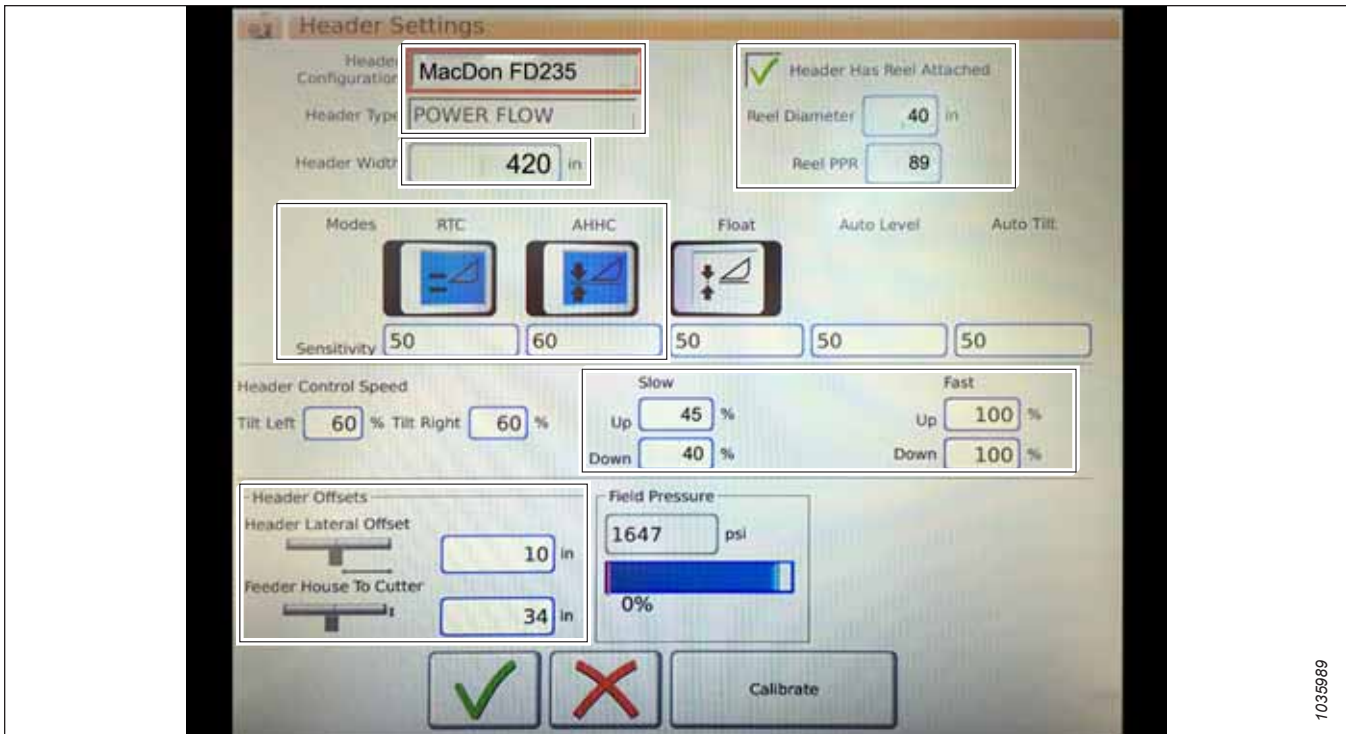 Header Settings
Header Configuration MacDon FD235
Header Type POWER FLOW
Header Width 420 in
Header Has Reel Attached
Reel Diameter 40 in
Reel PPR 89
Modes RTC AHHC Float Auto Level Auto Tilt
Sensitivity 50 60 50 50 50
Header Control Speed
Tilt Left 60 % Tilt Right 60 %
Slow Fast
Up 45 % Up 100 %
Down 40 % Down 100 %
Header Offsets
Header Lateral Offset
10 in
Feeder House To Cutter
34 in
Field Pressure
1647 psi
0%
Calibrate
1035989